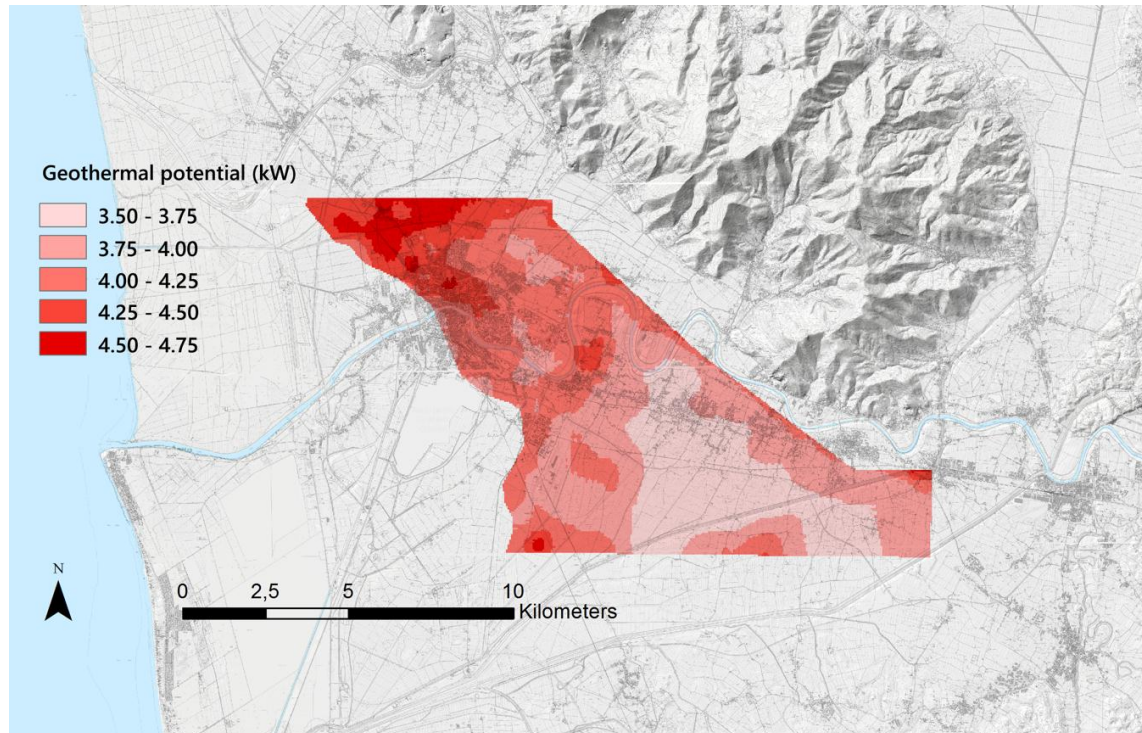 Geothermal potential (kW)
3.50 - 3.75
3.75 - 4.00
4.00 - 4.25
4.25 - 4.50
4.50 - 4.75
N
0 2,5 5 10
Kilometers